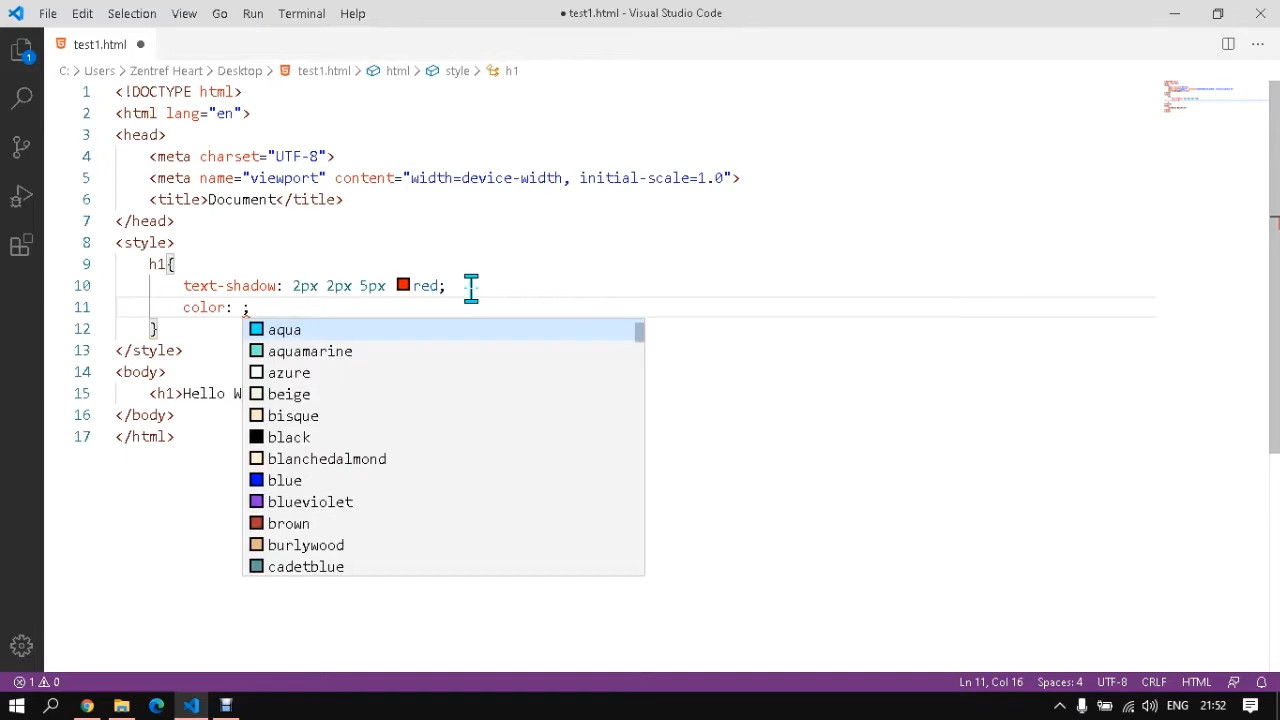 File Edit Selection View Go Run Terminal Help
● test1.html - Visual Studio Code
1
test1.html ●
C: > Users > Zentref Heart > Desktop > test1.html > html > style > h1
1 <!DOCTYPE html>
2 <html lang="en">
3 <head>
4 <meta charset="UTF-8">
5 <meta name="viewport" content="width=device-width, initial-scale=1.0">
6 <title>Document</title>
7 </head>
8 <style>
9 h1{
10 text-shadow: 2px 2px 5px red;
11 color: ;
12 }
13 </style>
14 <body>
15 <h1>Hello W
16 </body>
17 </html>
aqua
aquamarine
azure
beige
bisque
black
blanchedalmond
blue
blueviolet
brown
burlywood
cadetblue
1 0 Ln 11, Col 16 Spaces: 4 UTF-8 CRLF HTML
ENG 21:52